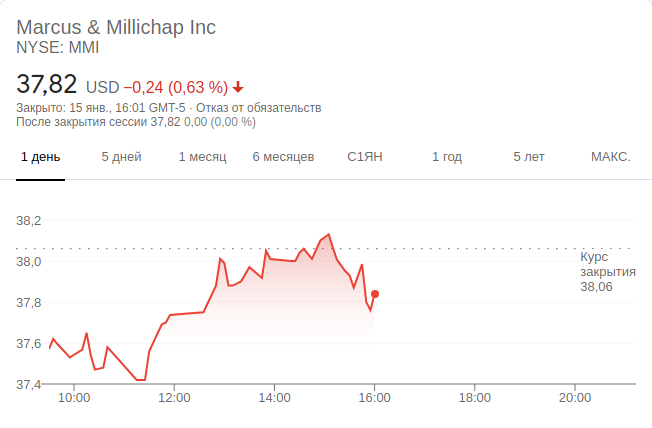 Marcus & Millichap Inc
NYSE: MMI
37,82 USD −0,24 (0,63 %)
Закрыто: 15 янв., 16:01 GMT-5 · Отказ от обязательств
После закрытия сессии 37,82 0,00 (0,00 %)
1 день 5 дней 1 месяц 6 месяцев С1ЯН 1 год 5 лет МАКС.
38,2
38,0
37,8
37,6
37,4
Курс
закрытия
38,06
10:00 12:00 14:00 16:00 18:00 20:00